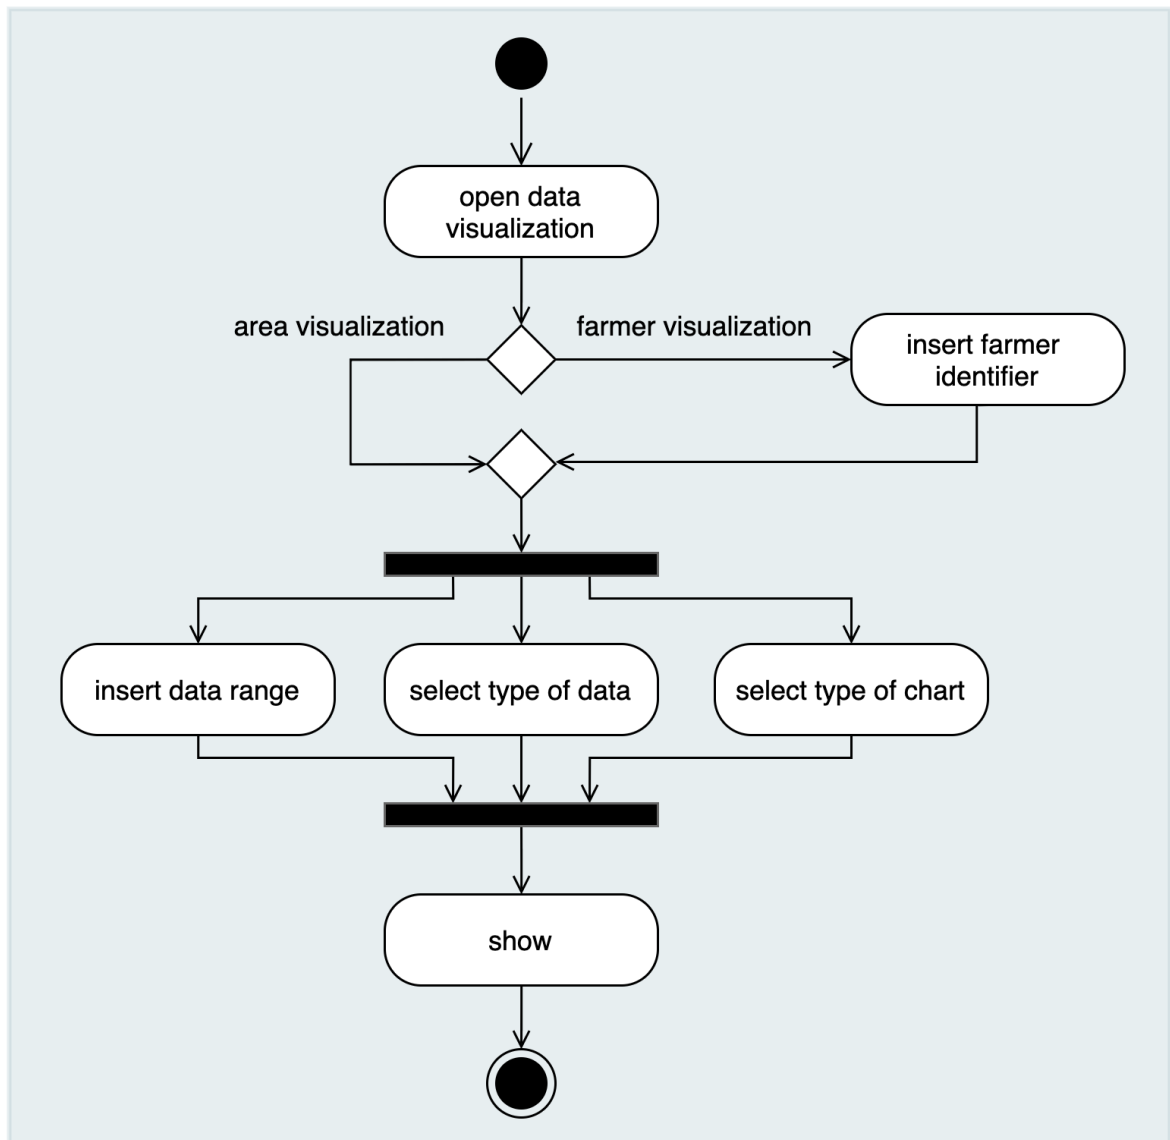 open data
visualization
area visualization
farmer visualization
insert farmer
identifier
insert data range
select type of data
select type of chart
show